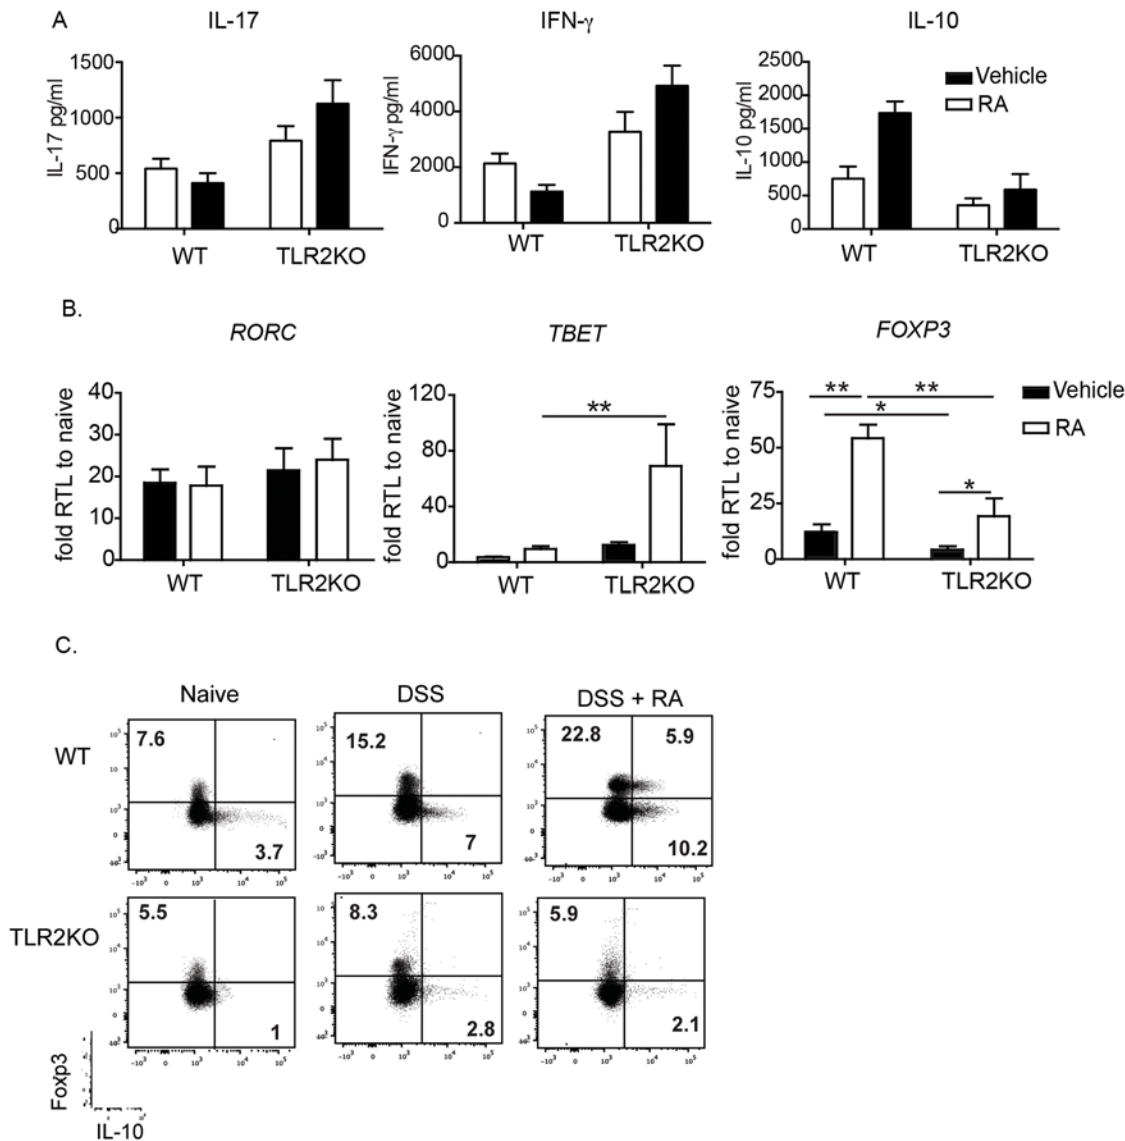 A IL-17 IFN-γ IL-10
IL-17 pg/ml
1500
1000
500
0
WT TLR2KO
IFN-γ pg/ml
6000
4000
2000
0
WT TLR2KO
IL-10 pg/ml
2500
2000
1500
1000
500
0
WT TLR2KO
Vehicle
RA
B.
RORC TBET FOXP3
fold RTL to naive
40
30
20
10
0
WT TLR2KO
fold RTL to naive
120
80
40
0
**
WT TLR2KO
fold RTL to naive
75
50
25
0
** **
*
*
WT TLR2KO
Vehicle
RA
C.
Naive DSS DSS + RA
WT
7.6
3.7
15.2
7
22.8 5.9
10.2
TLR2KO
5.5
1
8.3
2.8
5.9
2.1
Foxp3
IL-10